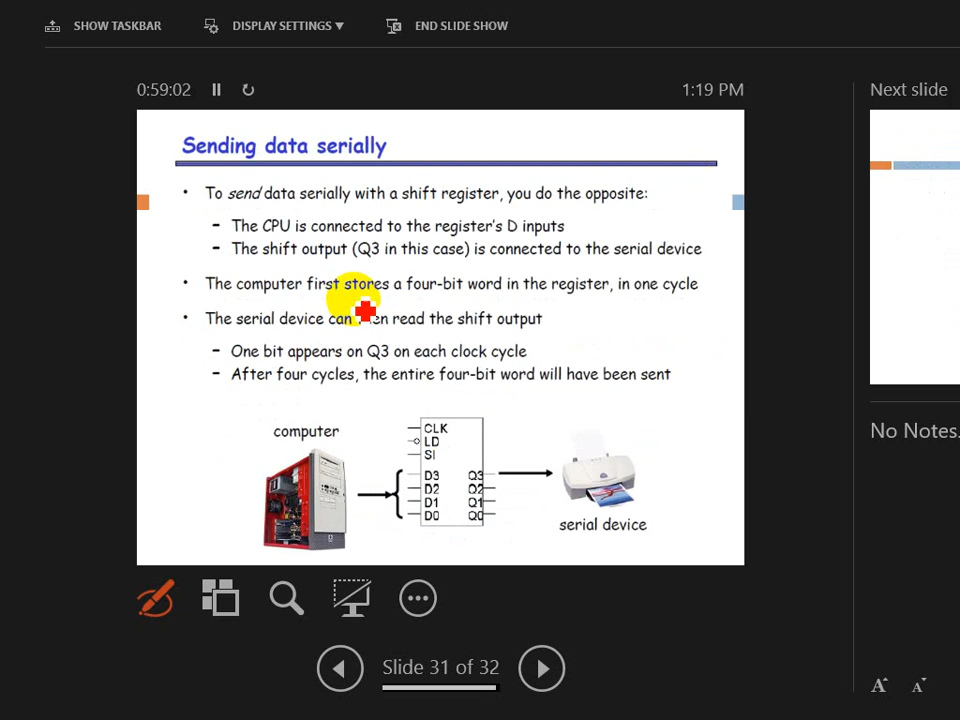 SHOW TASKBAR DISPLAY SETTINGS ▼ END SLIDE SHOW
0:59:02 1:19 PM
Next slide
Sending data serially
• To send data serially with a shift register, you do the opposite:
– The CPU is connected to the register's D inputs
– The shift output (Q3 in this case) is connected to the serial device
• The computer first stores a four-bit word in the register, in one cycle
• The serial device can read the shift output
– One bit appears on Q3 on each clock cycle
– After four cycles, the entire four-bit word will have been sent
computer
CLK
LD
SI
D3 Q3
D2 Q2
D1 Q1
D0 Q0
serial device
No Notes.
Slide 31 of 32
A A